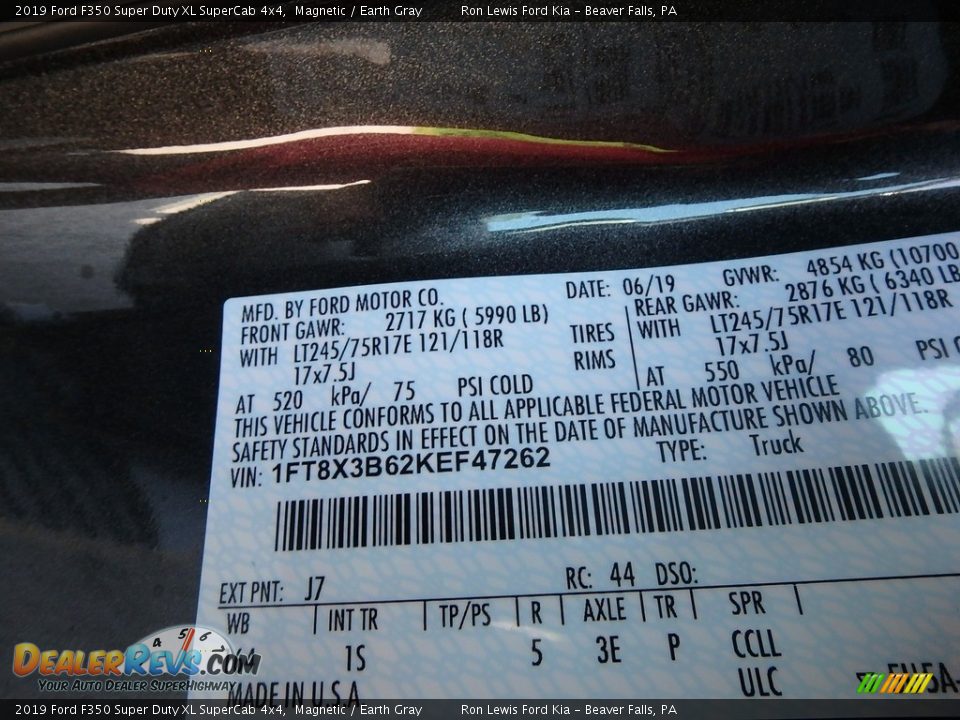 2019 Ford F350 Super Duty XL SuperCab 4x4, Magnetic / Earth Gray Ron Lewis Ford Kia - Beaver Falls, PA
MFD. BY FORD MOTOR CO. DATE: 06/19 GVWR: 4854 KG (10700
FRONT GAWR: 2717 KG ( 5990 LB) REAR GAWR: 2876 KG ( 6340 LB
WITH LT245/75R17E 121/118R TIRES WITH LT245/75R17E 121/118R
17x7.5J RIMS 17x7.5J
AT 520 kPa/ 75 PSI COLD AT 550 kPa/ 80 PSI C
THIS VEHICLE CONFORMS TO ALL APPLICABLE FEDERAL MOTOR VEHICLE
SAFETY STANDARDS IN EFFECT ON THE DATE OF MANUFACTURE SHOWN ABOVE.
VIN: 1FT8X3B62KEF47262 TYPE: Truck
EXT PNT: J7 RC: 44 DSO:
WB INT TR TP/PS R AXLE TR SPR
1S 5 3E P CCLL
ULC
MADE IN U.S.A
DealerRevs.com
Your Auto Dealer SuperHighway
2019 Ford F350 Super Duty XL SuperCab 4x4, Magnetic / Earth Gray Ron Lewis Ford Kia - Beaver Falls, PA